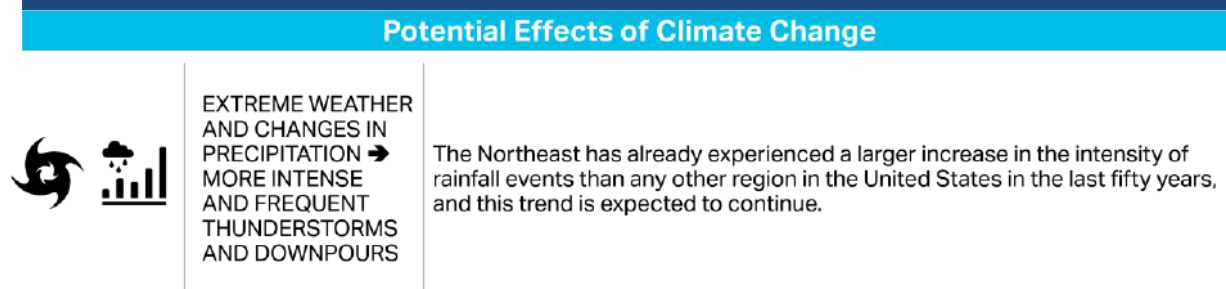 Potential Effects of Climate Change
EXTREME WEATHER
AND CHANGES IN
PRECIPITATION ➔
MORE INTENSE
AND FREQUENT
THUNDERSTORMS
AND DOWNPOURS
The Northeast has already experienced a larger increase in the intensity of
rainfall events than any other region in the United States in the last fifty years,
and this trend is expected to continue.